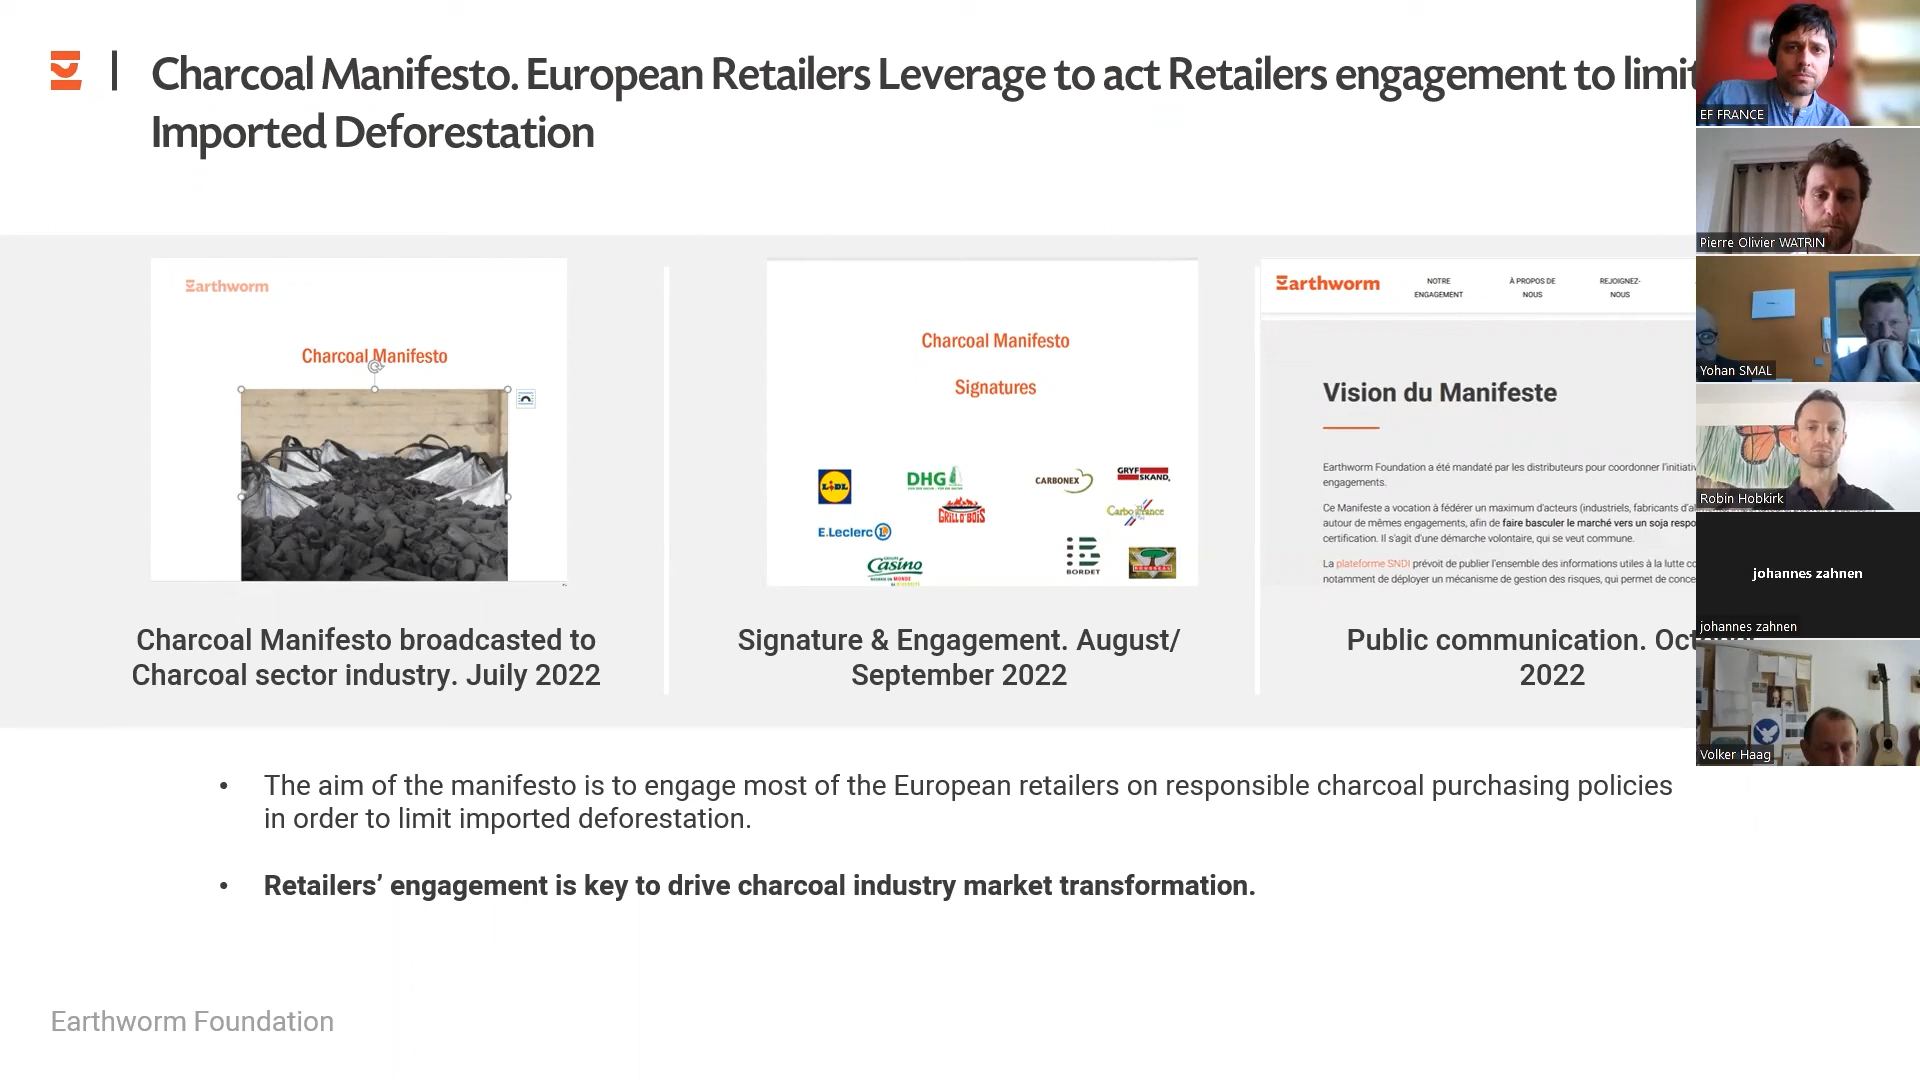 Charcoal Manifesto. European Retailers Leverage to act Retailers engagement to limit
Imported Deforestation
Earthworm
Charcoal Manifesto
Charcoal Manifesto broadcasted to
Charcoal sector industry. Juily 2022
Charcoal Manifesto
Signatures
LIDL
DHG
CARBONEX
GRYF
SKAND
GRILL O'BOIS
Carbo France
E.Leclerc
Casino
BORDET
Signature & Engagement. August/
September 2022
Earthworm
NOTRE
ENGAGEMENT
À PROPOS DE
NOUS
REJOIGNEZ-
NOUS
Vision du Manifeste
Earthworm Foundation a été mandaté par les distributeurs pour coordonner l'initiativ
engagements.
Ce Manifeste a vocation à fédérer un maximum d'acteurs (industriels, fabricants d'a
autour de mêmes engagements, afin de faire basculer le marché vers un soja respo
certification. Il s'agit d'une démarche volontaire, qui se veut commune.
La plateforme SNDI prévoit de publier l'ensemble des informations utiles à la lutte co
notamment de déployer un mécanisme de gestion des risques, qui permet de conce
Public communication. October
2022
• The aim of the manifesto is to engage most of the European retailers on responsible charcoal purchasing policies
in order to limit imported deforestation.
• Retailers’ engagement is key to drive charcoal industry market transformation.
Earthworm Foundation
EF FRANCE
Pierre Olivier WATRIN
Yohan SMAL
Robin Hobkirk
johannes zahnen
johannes zahnen
Volker Haag